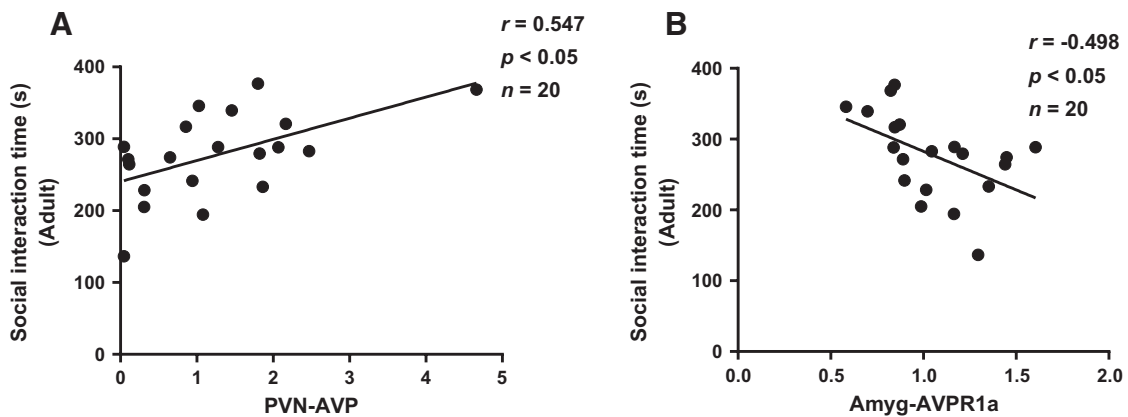 A
r = 0.547
p < 0.05
n = 20
Social interaction time (s)
(Adult)
400
300
200
100
0
0 1 2 3 4 5
PVN-AVP
B
r = -0.498
p < 0.05
n = 20
Social interaction time (s)
(Adult)
400
300
200
100
0
0.0 0.5 1.0 1.5 2.0
Amyg-AVPR1a